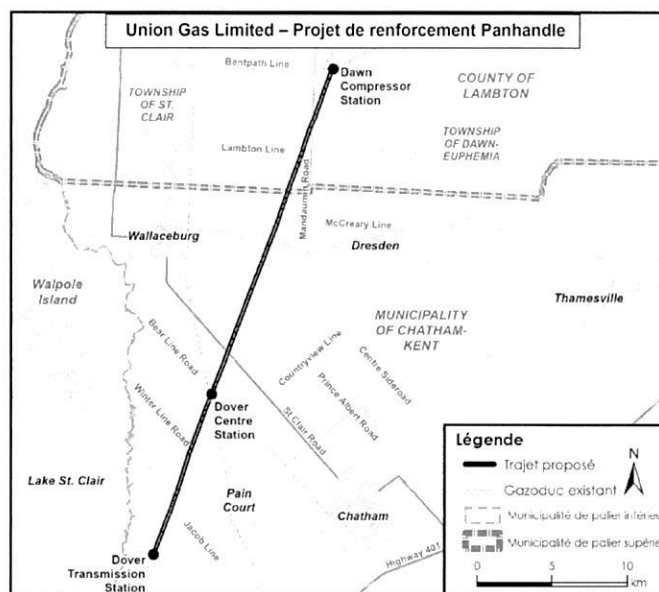 Union Gas Limited – Projet de renforcement Panhandle
Bentpath Line
Dawn
Compressor
Station
COUNTY OF
LAMBTON
TOWNSHIP
OF ST.
CLAIR
Lambton Line
TOWNSHIP
OF DAWN-
EUPHEMIA
Mandaumin Road
McCreary Line
Wallaceburg
Dresden
Walpole
Island
Thamesville
MUNICIPALITY
OF CHATHAM-
KENT
Bear Line Road
Countryview Line
Centre Sideroad
Prince Albert Road
Winter Line Road
Dover
Centre
Station
St Clair Road
Lake St. Clair
Pain
Court
Chatham
Jacob Line
Highway 401
Dover
Transmission
Station
Légende
N
Trajet proposé
Gazoduc existant
Municipalité de palier inférieu
Municipalité de palier supérie
0 5 10
km